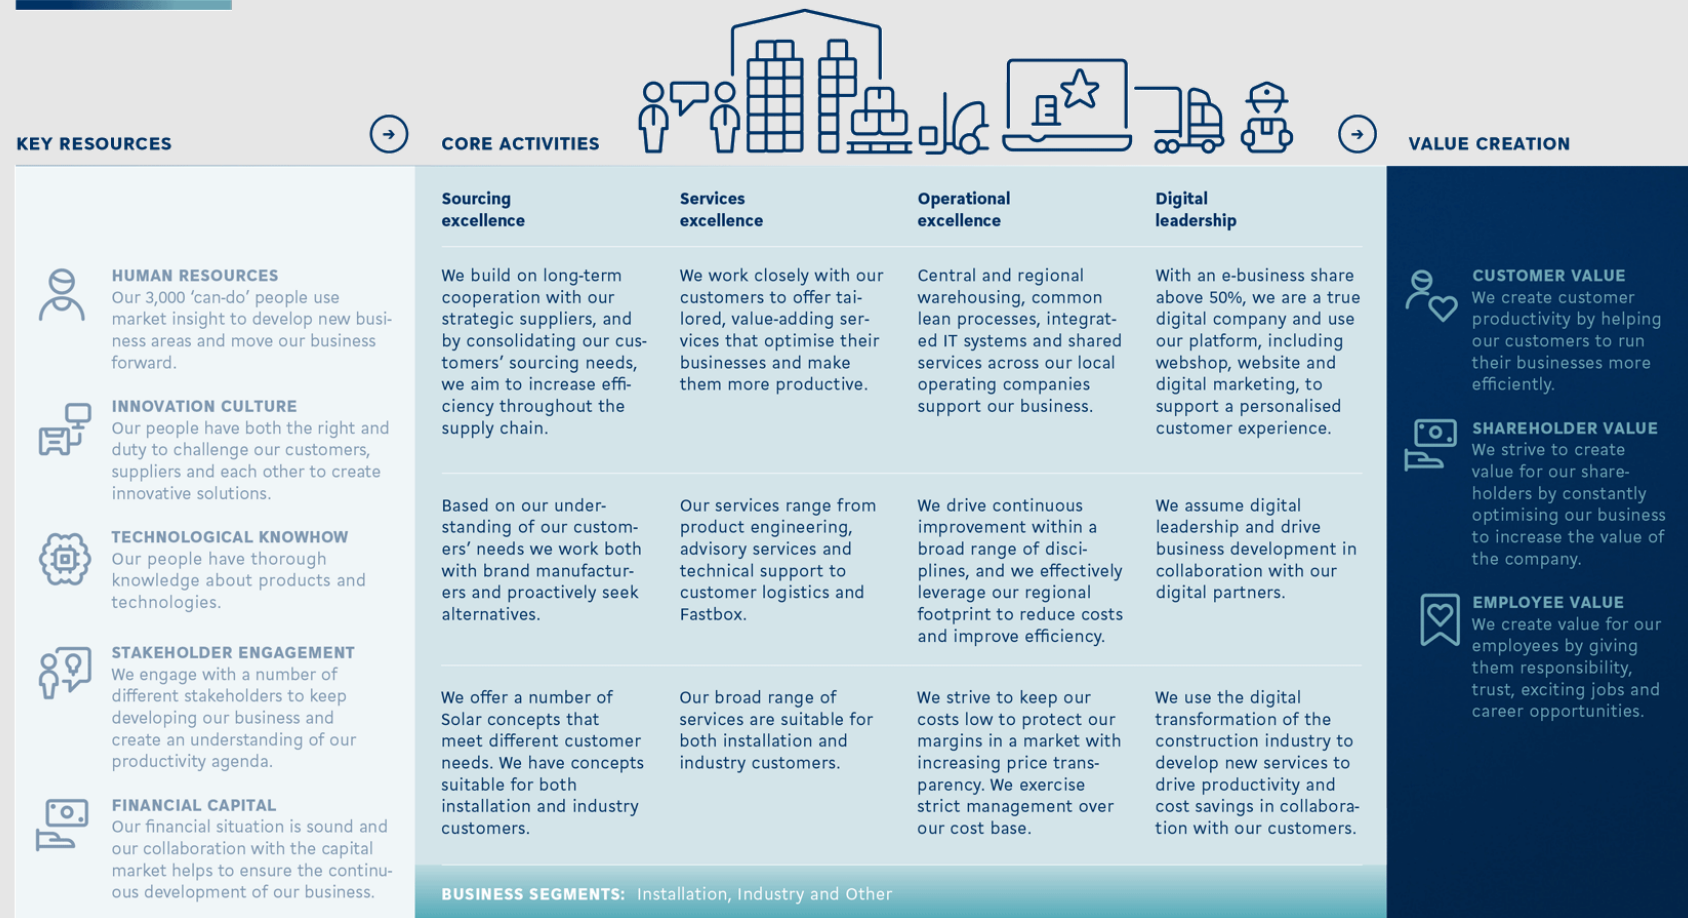 KEY RESOURCES
CORE ACTIVITIES
VALUE CREATION
HUMAN RESOURCES
Our 3,000 ‘can-do’ people use
market insight to develop new busi-
ness areas and move our business
forward.
INNOVATION CULTURE
Our people have both the right and
duty to challenge our customers,
suppliers and each other to create
innovative solutions.
TECHNOLOGICAL KNOWHOW
Our people have thorough
knowledge about products and
technologies.
STAKEHOLDER ENGAGEMENT
We engage with a number of
different stakeholders to keep
developing our business and
create an understanding of our
productivity agenda.
FINANCIAL CAPITAL
Our financial situation is sound and
our collaboration with the capital
market helps to ensure the continu-
ous development of our business.
Sourcing
excellence
We build on long-term
cooperation with our
strategic suppliers, and
by consolidating our cus-
tomers’ sourcing needs,
we aim to increase effi-
ciency throughout the
supply chain.
Based on our under-
standing of our custom-
ers’ needs we work both
with brand manufactur-
ers and proactively seek
alternatives.
We offer a number of
Solar concepts that
meet different customer
needs. We have concepts
suitable for both
installation and industry
customers.
Services
excellence
We work closely with our
customers to offer tai-
lored, value-adding ser-
vices that optimise their
businesses and make
them more productive.
Our services range from
product engineering,
advisory services and
technical support to
customer logistics and
Fastbox.
Our broad range of
services are suitable for
both installation and
industry customers.
Operational
excellence
Central and regional
warehousing, common
lean processes, integrat-
ed IT systems and shared
services across our local
operating companies
support our business.
We drive continuous
improvement within a
broad range of disci-
plines, and we effectively
leverage our regional
footprint to reduce costs
and improve efficiency.
We strive to keep our
costs low to protect our
margins in a market with
increasing price trans-
parency. We exercise
strict management over
our cost base.
Digital
leadership
With an e-business share
above 50%, we are a true
digital company and use
our platform, including
webshop, website and
digital marketing, to
support a personalised
customer experience.
We assume digital
leadership and drive
business development in
collaboration with our
digital partners.
We use the digital
transformation of the
construction industry to
develop new services to
drive productivity and
cost savings in collabora-
tion with our customers.
BUSINESS SEGMENTS: Installation, Industry and Other
CUSTOMER VALUE
We create customer
productivity by helping
our customers to run
their businesses more
efficiently.
SHAREHOLDER VALUE
We strive to create
value for our share-
holders by constantly
optimising our business
to increase the value of
the company.
EMPLOYEE VALUE
We create value for our
employees by giving
them responsibility,
trust, exciting jobs and
career opportunities.